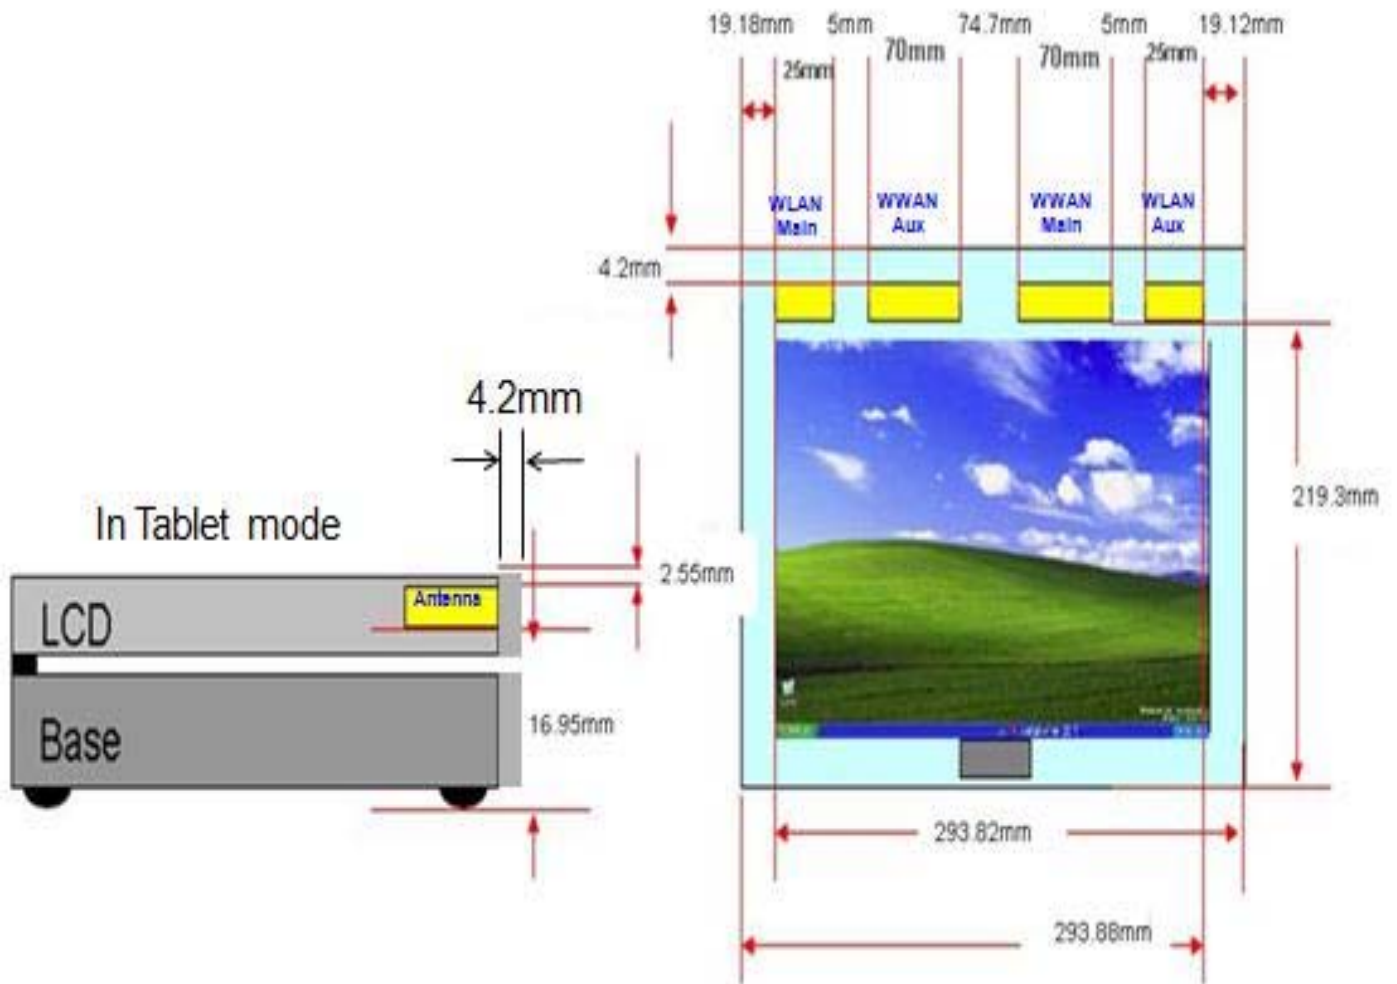 19.18mm 5mm 74.7mm 5mm 19.12mm
25mm 70mm 70mm 25mm
WLAN Main
WWAN Aux
WWAN Main
WLAN Aux
4.2mm
4.2mm
219.3mm
In Tablet mode
2.55mm
Antenna
LCD
16.95mm
Base
293.82mm
293.88mm